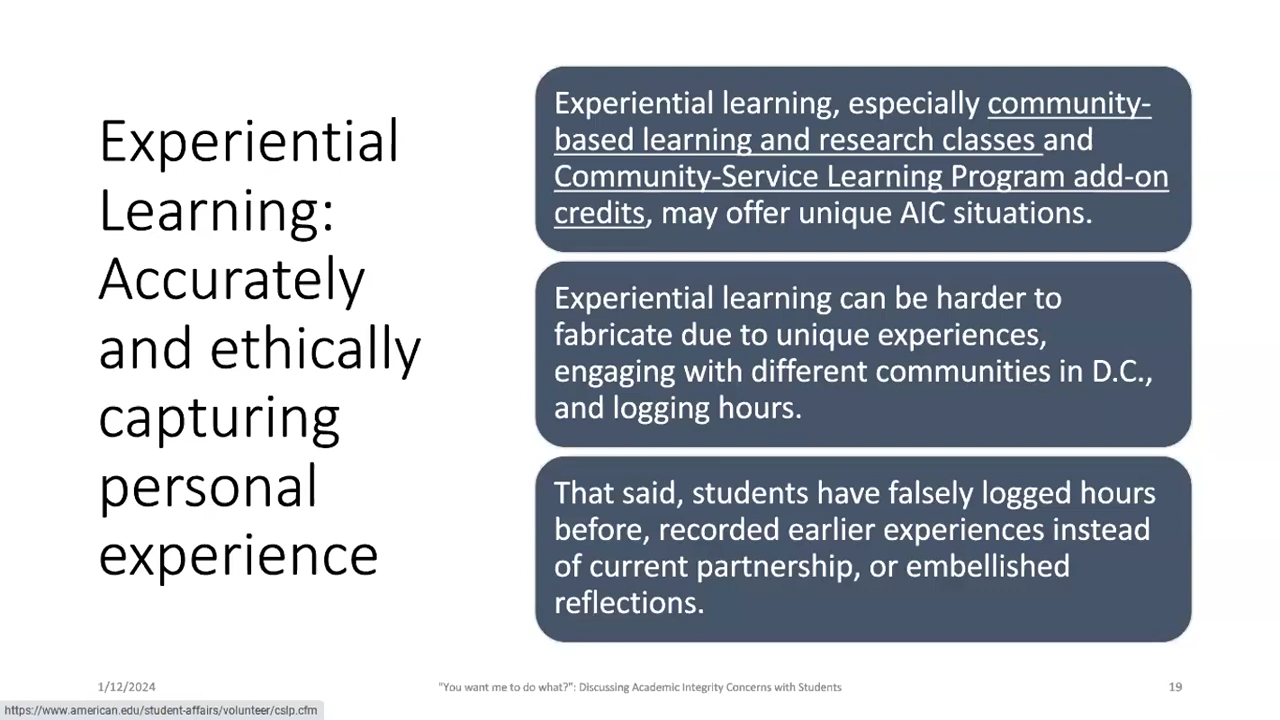 Experiential
Learning:
Accurately
and ethically
capturing
personal
experience
Experiential learning, especially community-
based learning and research classes and
Community-Service Learning Program add-on
credits, may offer unique AIC situations.
Experiential learning can be harder to
fabricate due to unique experiences,
engaging with different communities in D.C.,
and logging hours.
That said, students have falsely logged hours
before, recorded earlier experiences instead
of current partnership, or embellished
reflections.
1/12/2024
"You want me to do what?": Discussing Academic Integrity Concerns with Students
19
https://www.american.edu/student-affairs/volunteer/cslp.cfm